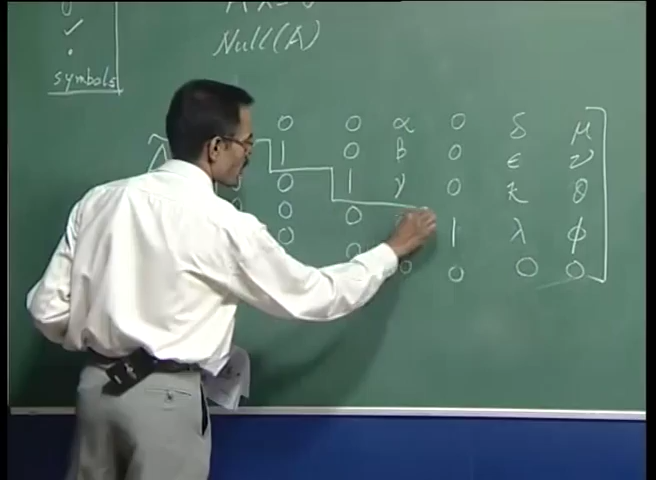 Null(A)
symbols
0 0 α 0 δ μ
1 0 β 0 ε ν
0 1 γ 0 κ θ
0 0 1 λ φ
0 0 0 0 0